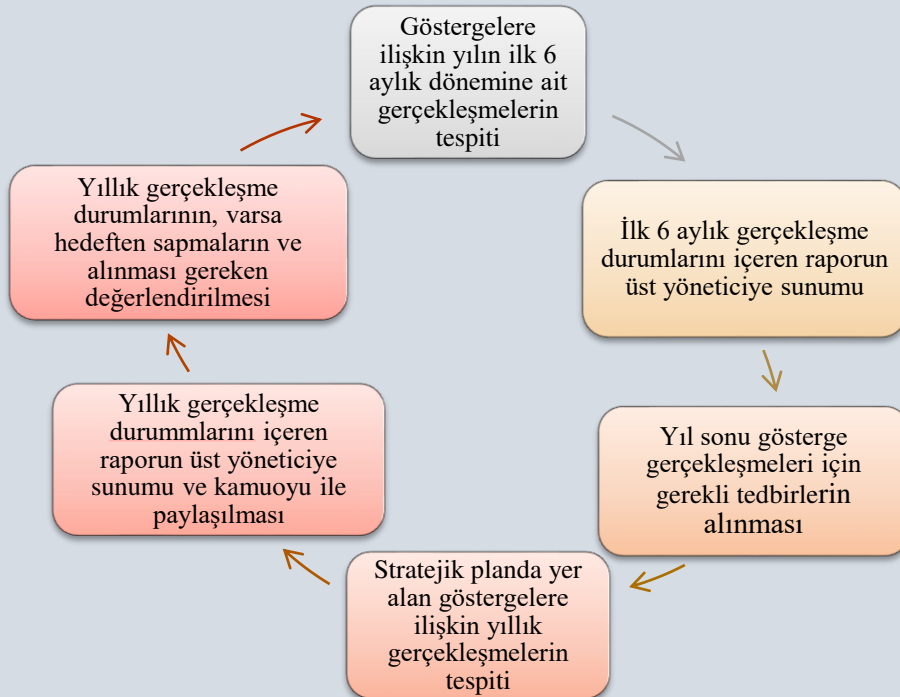 Göstergelere
ilişkin yılın ilk 6
aylık dönemine ait
gerçekleşmelerin
tespiti
İlk 6 aylık gerçekleşme
durumlarını içeren raporun
üst yöneticiye sunumu
Yıl sonu gösterge
gerçekleşmeleri için
gerekli tedbirlerin
alınması
Stratejik planda yer
alan göstergelere
ilişkin yıllık
gerçekleşmelerin
tespiti
Yıllık gerçekleşme
durummlarını içeren
raporun üst yöneticiye
sunumu ve kamuoyu ile
paylaşılması
Yıllık gerçekleşme
durumlarının, varsa
hedeften sapmaların ve
alınması gereken
değerlendirilmesi